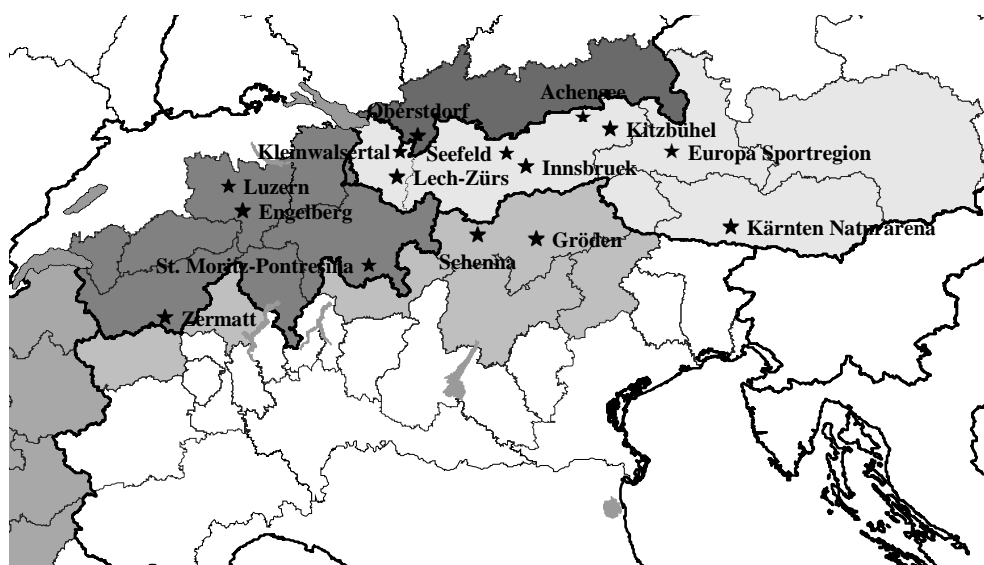 Achensee
Oberstdorf
Kitzbühel
Kleinwalsertal
Seefeld
Europa Sportregion
Innsbruck
Lech-Zürs
Luzern
Engelberg
Kärnten Naturarena
Gröden
Schenna
St. Moritz-Pontresina
Zermatt